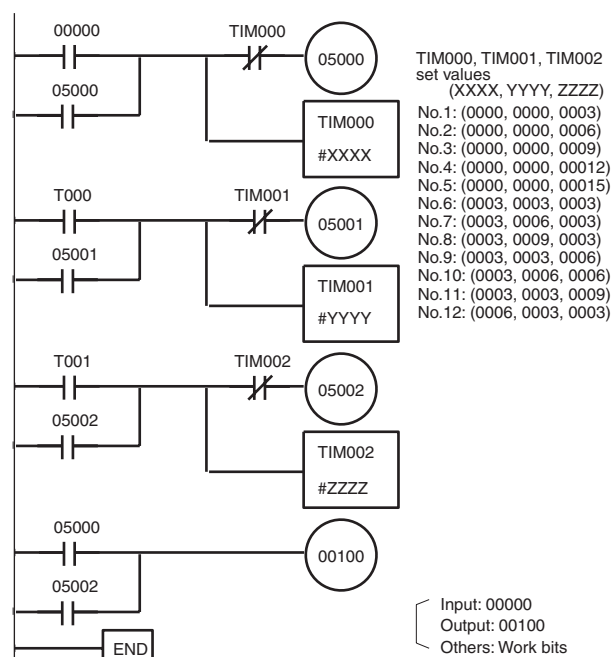 00000
TIM000
05000
05000
TIM000
#XXXX
T000
TIM001
05001
05001
TIM001
#YYYY
T001
TIM002
05002
05002
TIM002
#ZZZZ
05000
00100
05002
END
TIM000, TIM001, TIM002
set values
(XXXX, YYYY, ZZZZ)
No.1: (0000, 0000, 0003)
No.2: (0000, 0000, 0006)
No.3: (0000, 0000, 0009)
No.4: (0000, 0000, 00012)
No.5: (0000, 0000, 00015)
No.6: (0003, 0003, 0003)
No.7: (0003, 0006, 0003)
No.8: (0003, 0009, 0003)
No.9: (0003, 0003, 0006)
No.10: (0003, 0006, 0006)
No.11: (0003, 0003, 0009)
No.12: (0006, 0003, 0003)
Input: 00000
Output: 00100
Others: Work bits